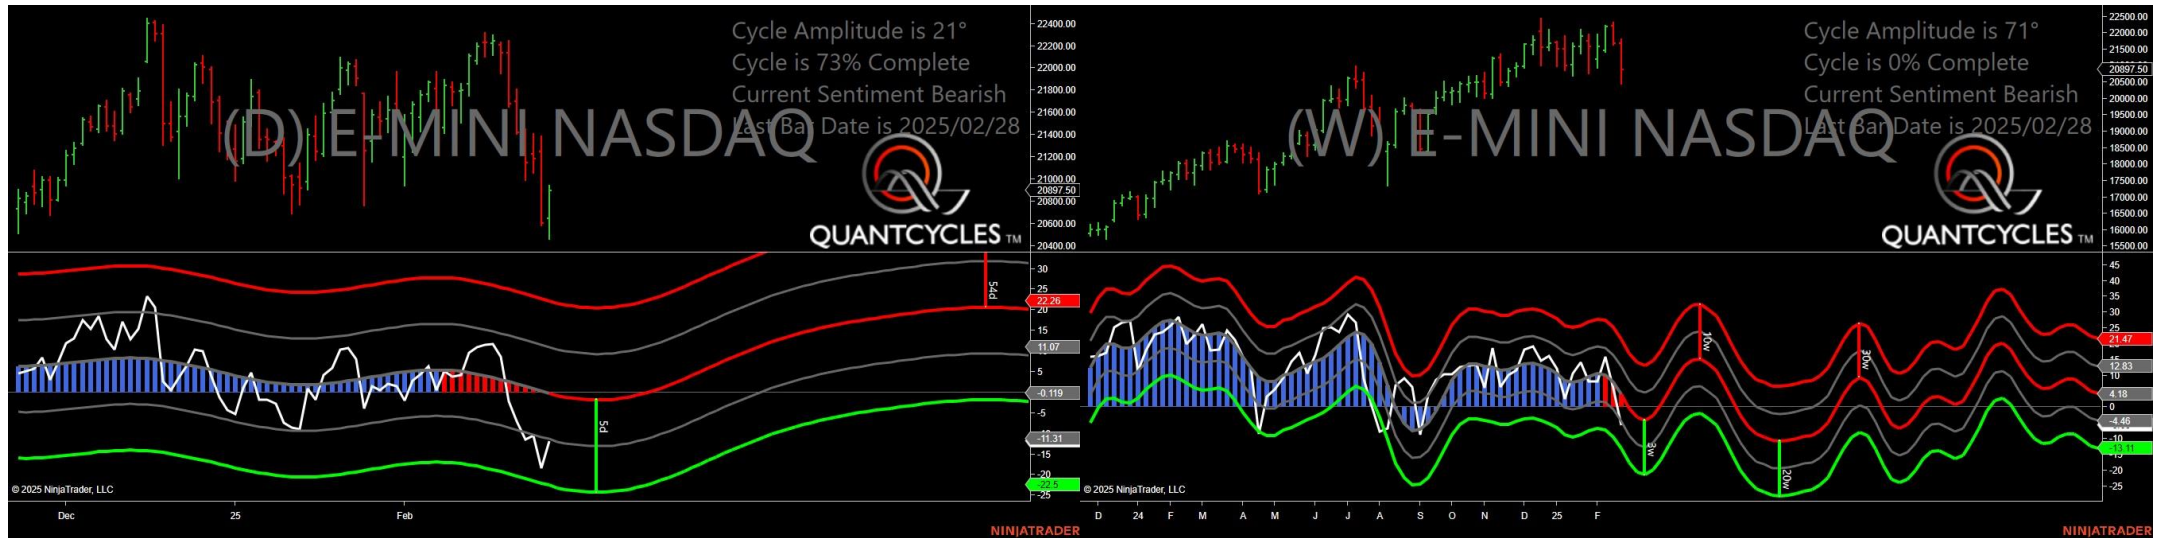 Cycle Amplitude is 21°
Cycle is 73% Complete
Current Sentiment Bearish
Last Bar Date is 2025/02/28
(D) E-MINI NASDAQ
QUANTCYCLES TM
22400.00
22200.00
22000.00
21800.00
21600.00
21400.00
21200.00
21000.00
20897.50
20800.00
20600.00
20400.00
54d
5d
30
25
22.26
20
15
11.07
5
-0.119
-5
-11.31
-15
-20
-22.5
-25
© 2025 NinjaTrader, LLC
Dec 25 Feb
NINJATRADER
Cycle Amplitude is 71°
Cycle is 0% Complete
Current Sentiment Bearish
Last Bar Date is 2025/02/28
(W) E-MINI NASDAQ
QUANTCYCLES TM
22500.00
22000.00
21500.00
20897.50
20500.00
20000.00
19500.00
19000.00
18500.00
18000.00
17500.00
17000.00
16500.00
16000.00
15500.00
10w
30w
3w
20w
45
40
35
30
25
21.47
12.83
10
4.18
0
-4.46
-10
-13.11
-20
-25
© 2025 NinjaTrader, LLC
D 24 F M A M J J A S O N D 25 F
NINJATRADER